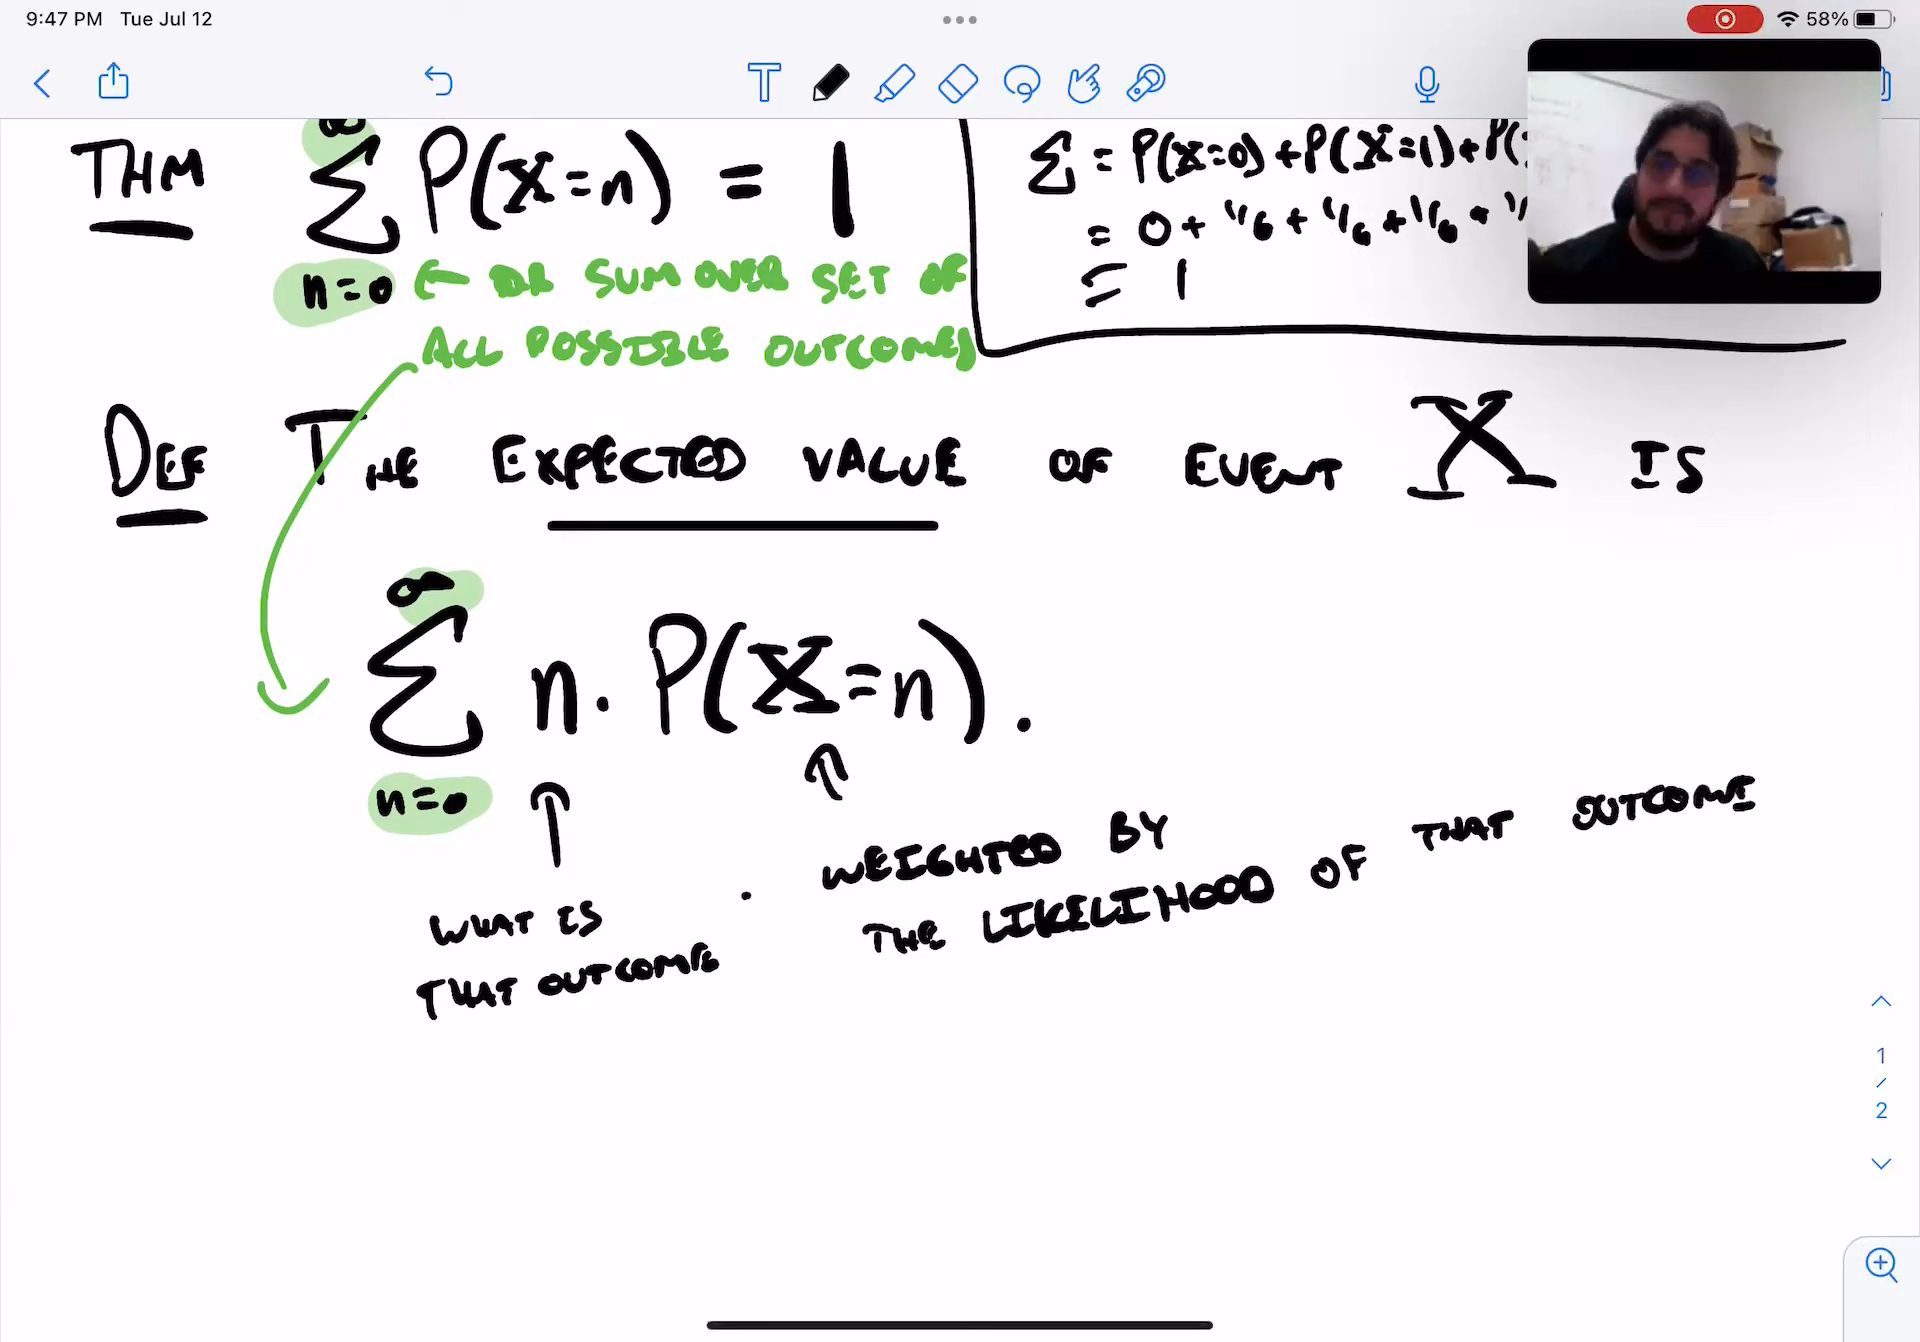 9:47 PM Tue Jul 12
58%
THM ∞ Σ n=0 P(X=n) = 1
← OR SUM OVER SET OF
ALL POSSIBLE OUTCOMES
Σ = P(X=0) + P(X=1) + P(
= 0 + 1/6 + 1/6 + 1/6 +
= 1
DEF THE EXPECTED VALUE OF EVENT X IS
∞ Σ n=0 n · P(X=n).
↑ WHAT IS
THAT OUTCOME
·
↑ WEIGHTED BY
THE LIKELIHOOD OF THAT OUTCOME
1
/
2